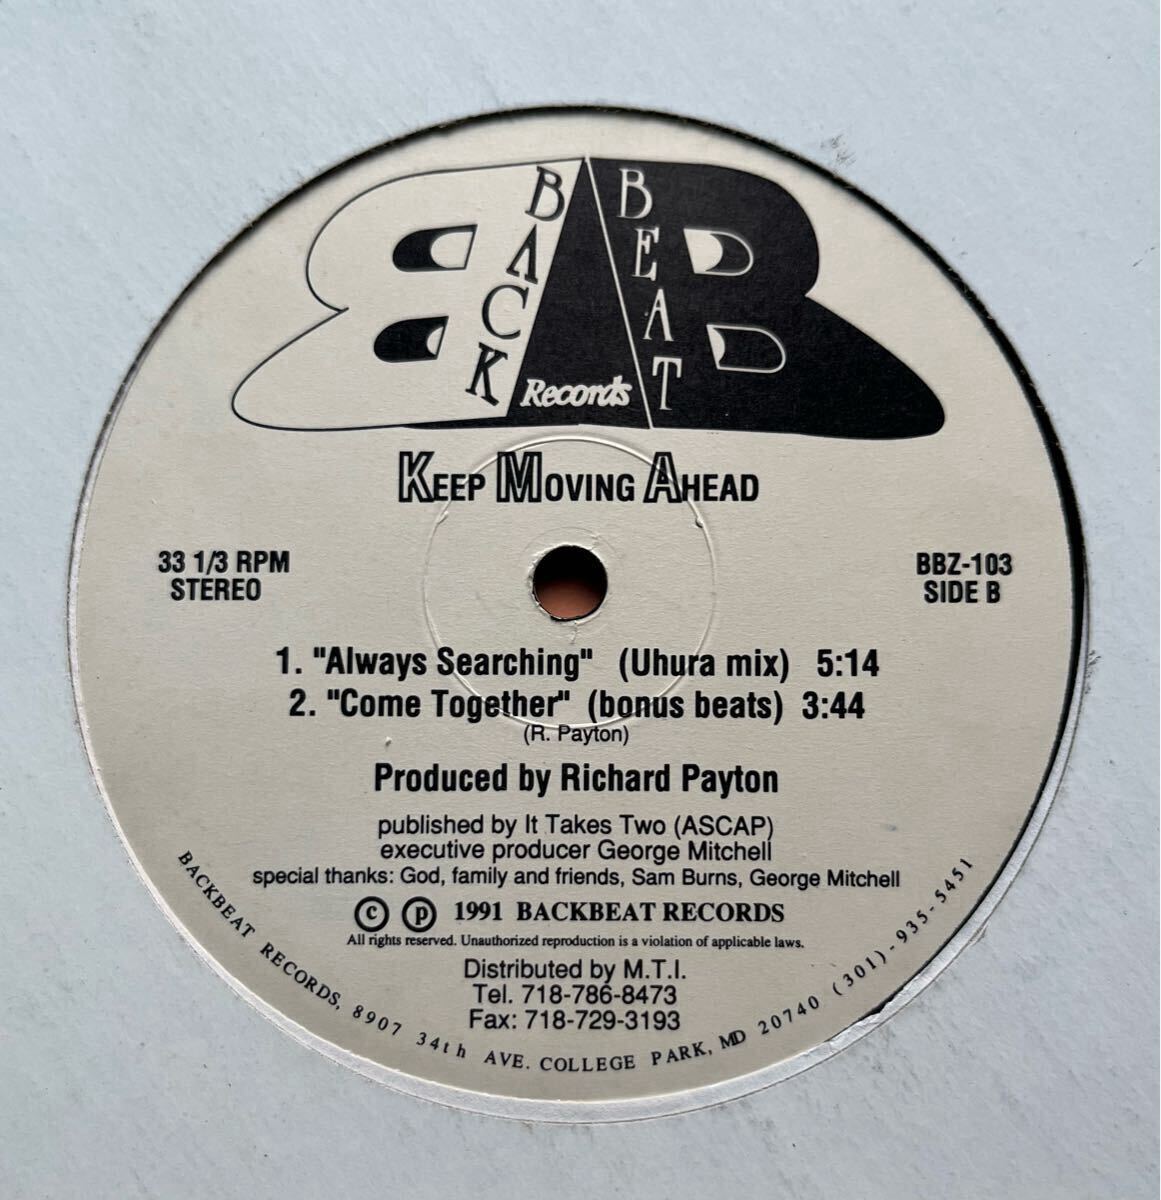 BACK
BEAT
Records
KEEP MOVING AHEAD
33 1/3 RPM
STEREO
BBZ-103
SIDE B
1. "Always Searching" (Uhura mix) 5:14
2. "Come Together" (bonus beats) 3:44
(R. Payton)
Produced by Richard Payton
published by It Takes Two (ASCAP)
executive producer George Mitchell
special thanks: God, family and friends, Sam Burns, George Mitchell
© ℗ 1991 BACKBEAT RECORDS
All rights reserved. Unauthorized reproduction is a violation of applicable laws.
Distributed by M.T.I.
Tel. 718-786-8473
Fax: 718-729-3193
BACKBEAT RECORDS, 8907 34th AVE. COLLEGE PARK, MD 20740 (301)-935-5451